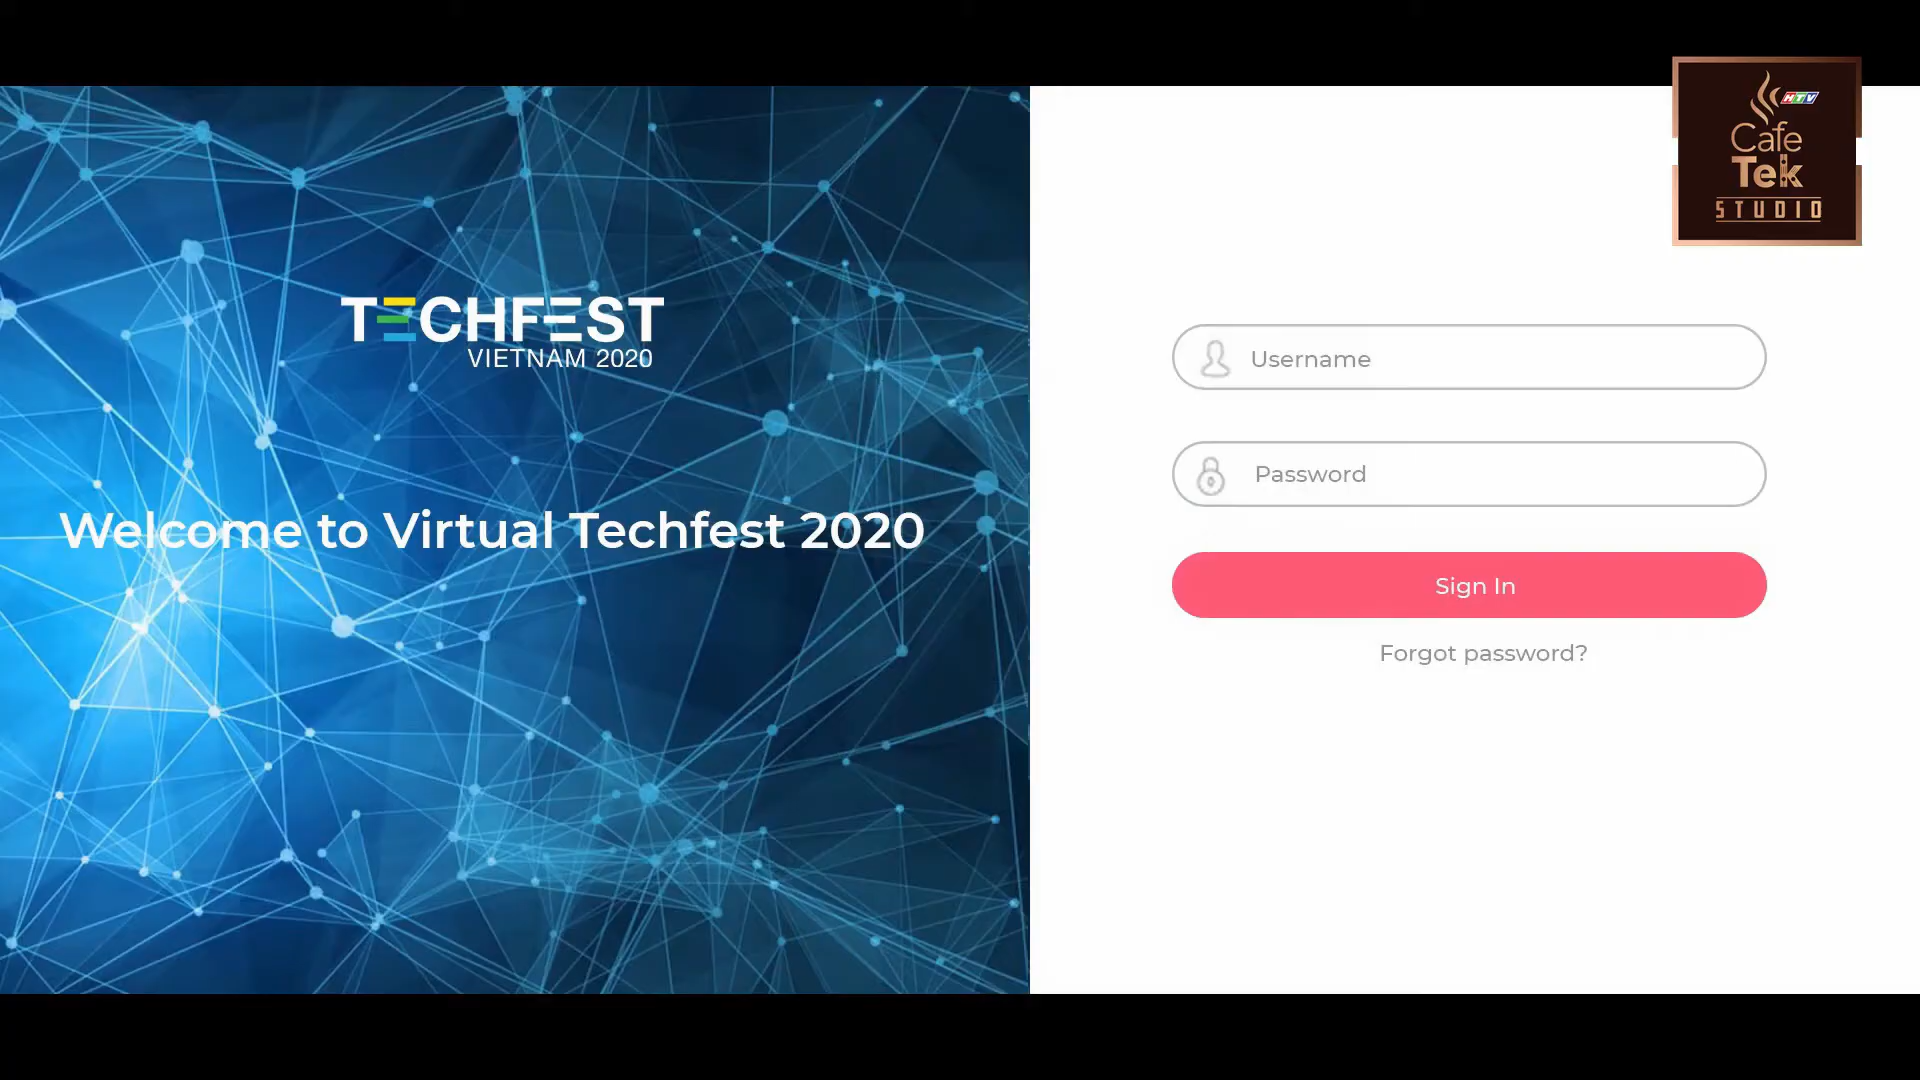 HTV
Cafe
Tek
STUDIO
TECHFEST
VIETNAM 2020
Welcome to Virtual Techfest 2020
Username
Password
Sign In
Forgot password?